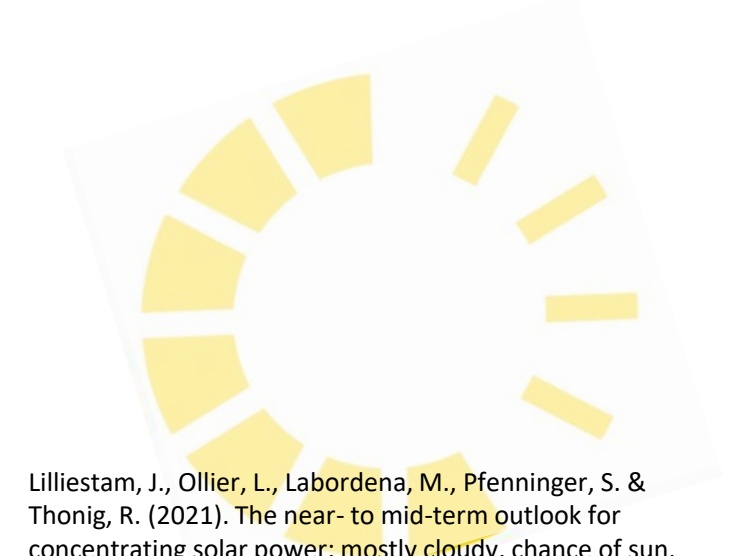 Lilliestam, J., Ollier, L., Labordena, M., Pfenninger, S. &
Thonig, R. (2021). The near- to mid-term outlook for
concentrating solar power: mostly cloudy, chance of sun.